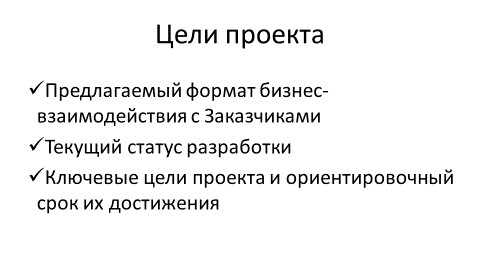 Цели проекта
✓Предлагаемый формат бизнес-
взаимодействия с Заказчиками
✓Текущий статус разработки
✓Ключевые цели проекта и ориентировочный
срок их достижения